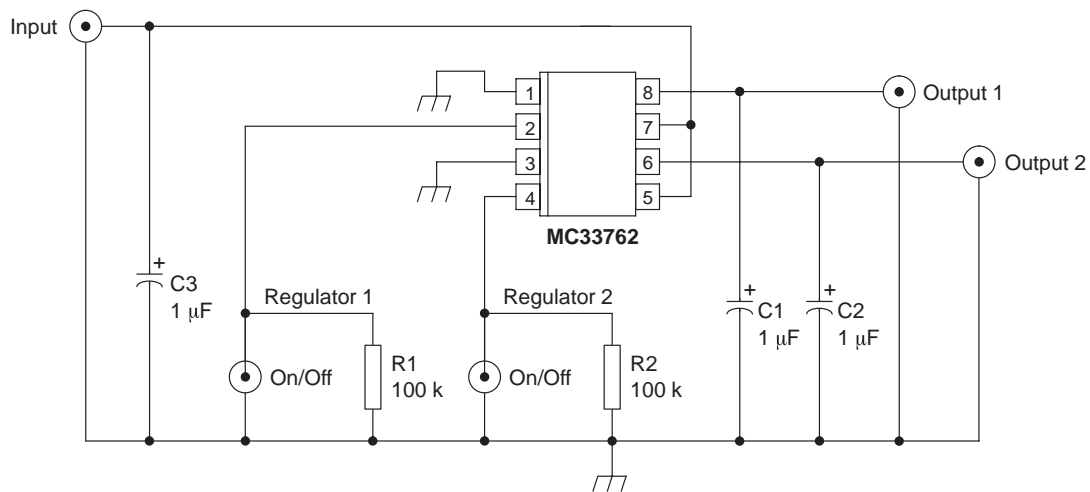 Input
Output 1
Output 2
1
2
3
4
8
7
6
5
MC33762
+
C3
1 μF
Regulator 1
On/Off
R1
100 k
Regulator 2
On/Off
R2
100 k
+
C1
1 μF
+
C2
1 μF